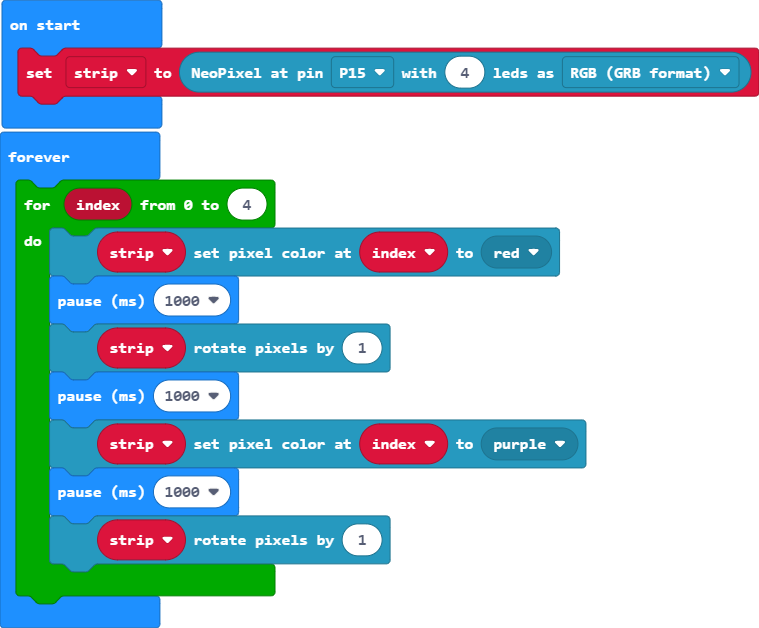 on start
set strip to NeoPixel at pin P15 with 4 leds as RGB (GRB format)
forever
for index from 0 to 4
do
strip set pixel color at index to red
pause (ms) 1000
strip rotate pixels by 1
pause (ms) 1000
strip set pixel color at index to purple
pause (ms) 1000
strip rotate pixels by 1